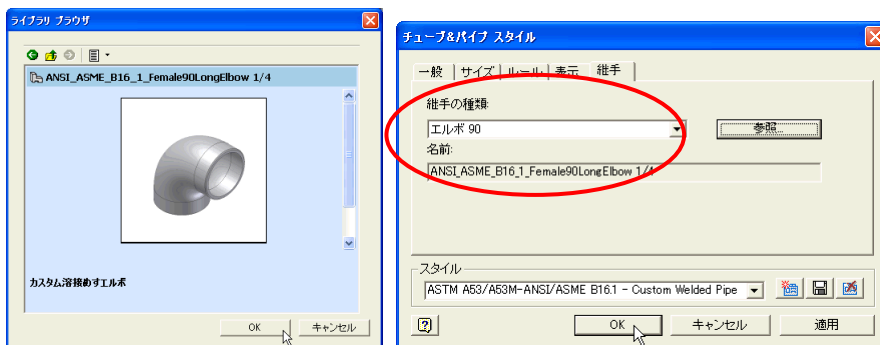 ライブラリ ブラウザ
ANSI_ASME_B16_1_Female90LongElbow 1/4
カスタム溶接めすエルボ
OK
キャンセル
チューブ&パイプ スタイル
一般
サイズ
ルール
表示
継手
継手の種類:
エルボ 90
参照...
名前:
ANSI_ASME_B16_1_Female90LongElbow 1/4
スタイル
ASTM A53/A53M-ANSI/ASME B16.1 - Custom Welded Pipe
OK
キャンセル
適用